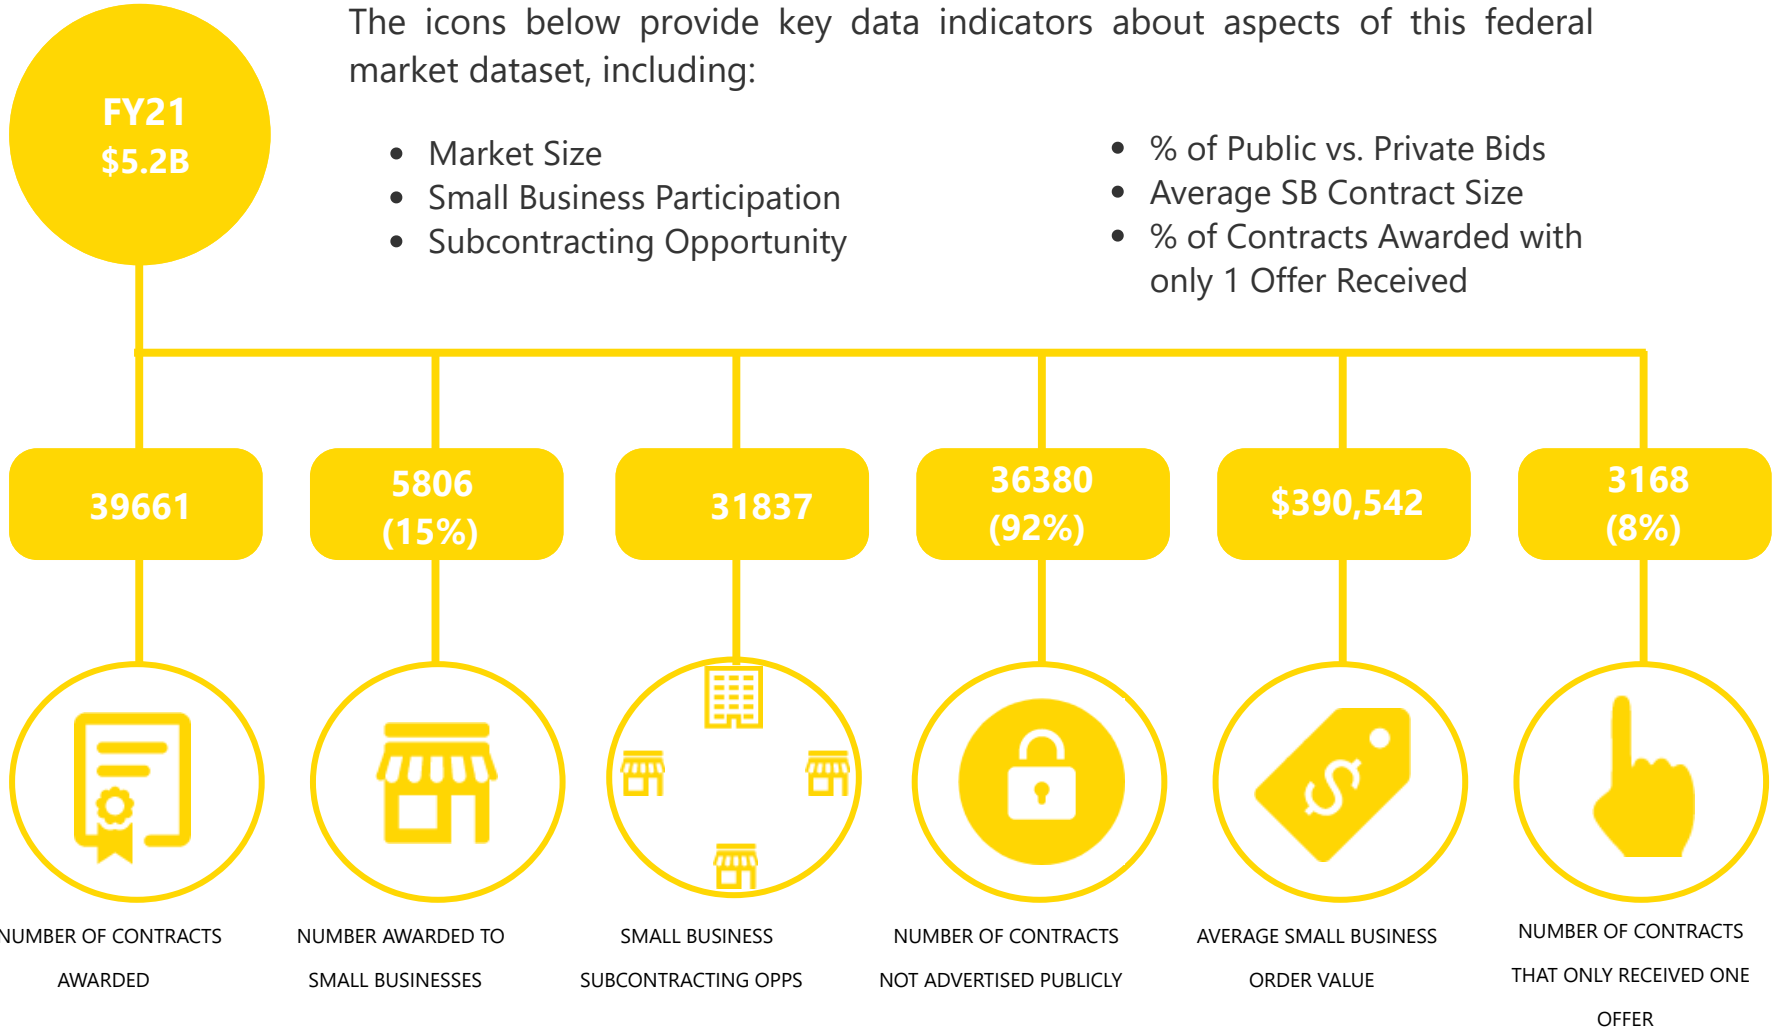 The icons below provide key data indicators about aspects of this federal
market dataset, including:
FY21
$5.2B
• Market Size
• Small Business Participation
• Subcontracting Opportunity
• % of Public vs. Private Bids
• Average SB Contract Size
• % of Contracts Awarded with
only 1 Offer Received
39661
5806
(15%)
31837
36380
(92%)
$390,542
3168
(8%)
NUMBER OF CONTRACTS
AWARDED
NUMBER AWARDED TO
SMALL BUSINESSES
SMALL BUSINESS
SUBCONTRACTING OPPS
NUMBER OF CONTRACTS
NOT ADVERTISED PUBLICLY
AVERAGE SMALL BUSINESS
ORDER VALUE
NUMBER OF CONTRACTS
THAT ONLY RECEIVED ONE
OFFER